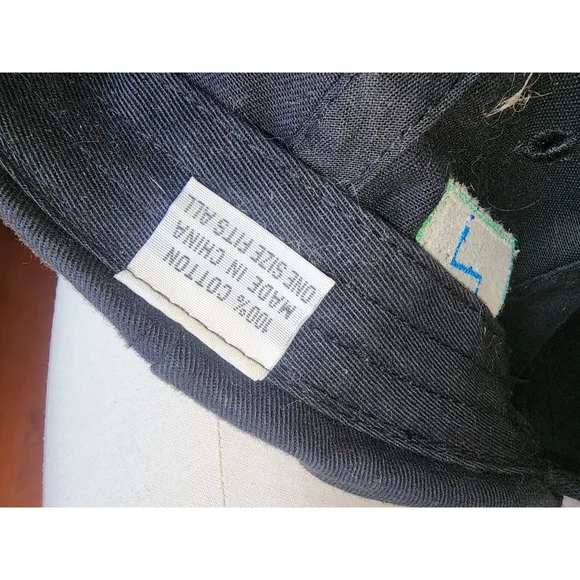 100% COTTON
MADE IN CHINA
ONE SIZE FITS ALL